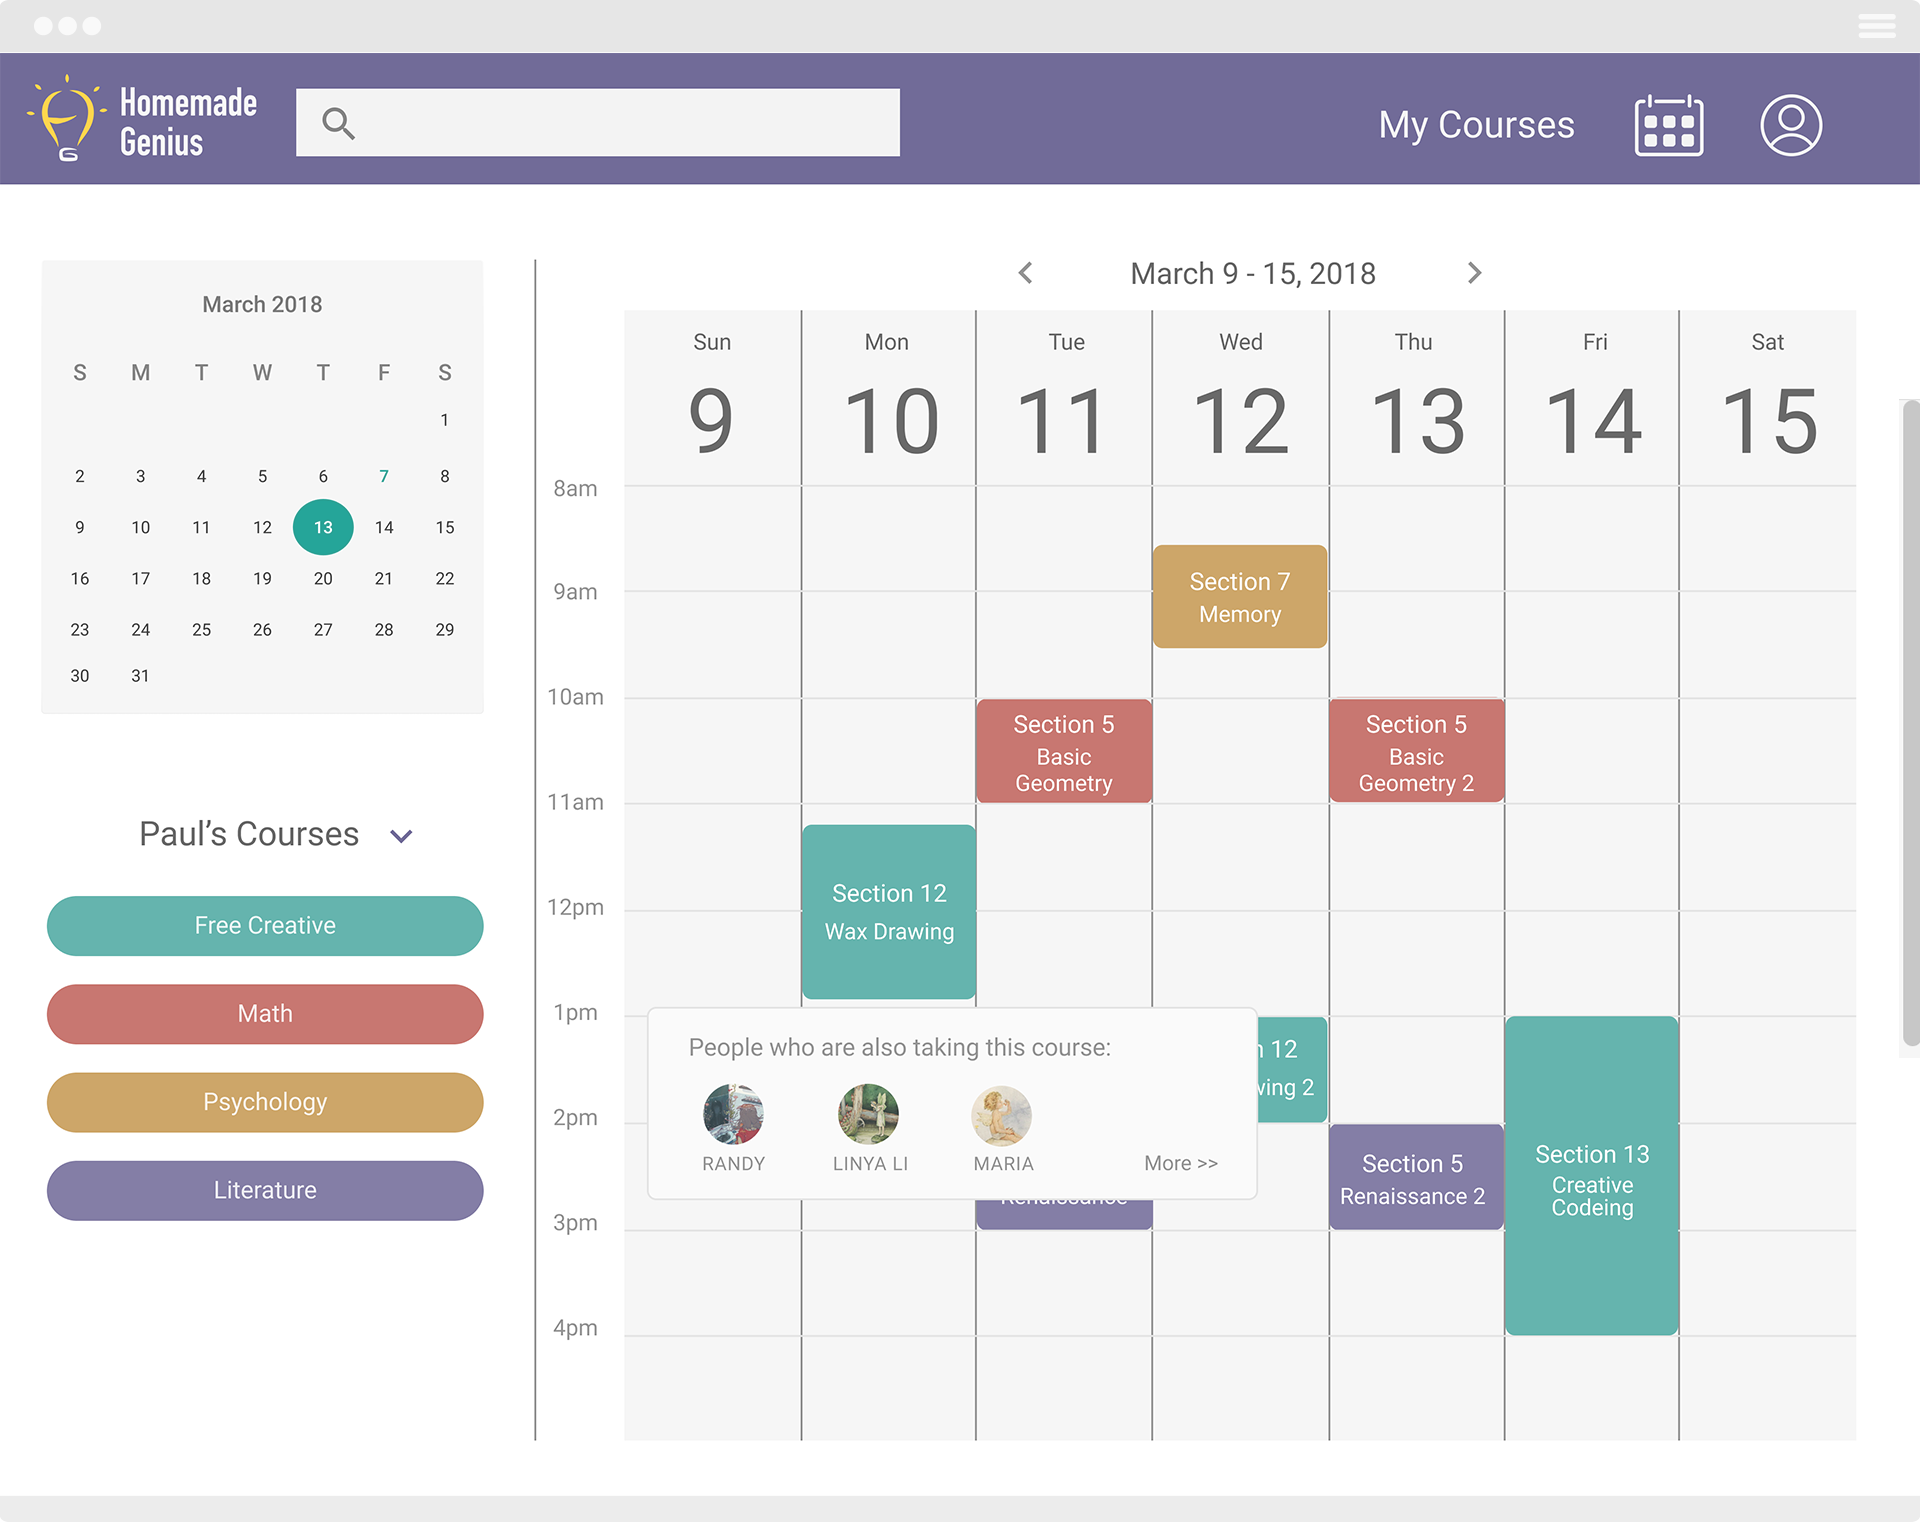 Homemade
Genius
My Courses
March 2018
S M T W T F S
1
2 3 4 5 6 7 8
9 10 11 12 13 14 15
16 17 18 19 20 21 22
23 24 25 26 27 28 29
30 31
Paul's Courses
Free Creative
Math
Psychology
Literature
March 9 - 15, 2018
Sun Mon Tue Wed Thu Fri Sat
9 10 11 12 13 14 15
8am
9am
Section 7
Memory
10am
Section 5
Basic
Geometry
Section 5
Basic
Geometry 2
11am
Section 12
Wax Drawing
12pm
1pm
People who are also taking this course:
RANDY LINYA LI MARIA More >>
n 12
wing 2
2pm
Renaissance
Section 5
Renaissance 2
Section 13
Creative
Codeing
3pm
4pm